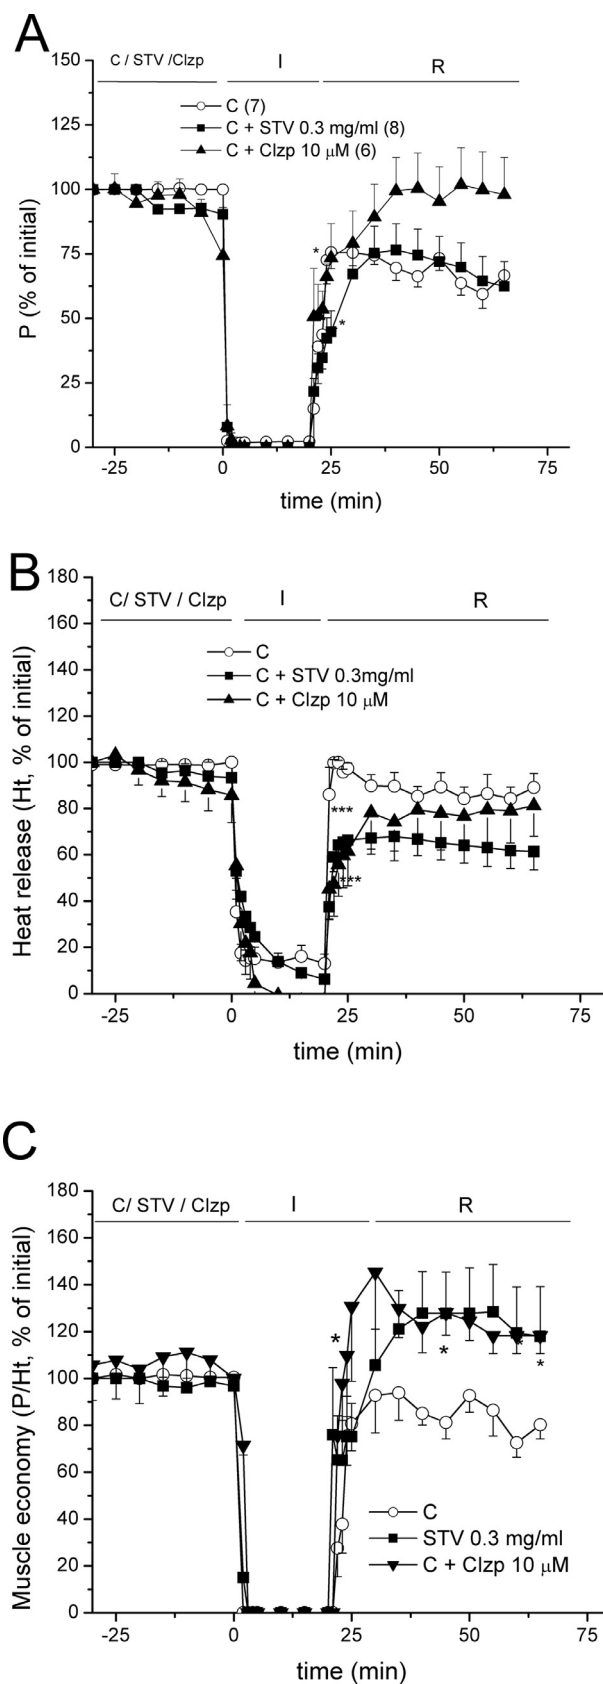 A
C / STV /Clzp
I
R
C (7)
C + STV 0.3 mg/ml (8)
C + Clzp 10 μM (6)
P (% of initial)
150
125
100
75
50
25
0
*
*
-25
0
25
50
75
time (min)
B
C/ STV / Clzp
I
R
C
C + STV 0.3mg/ml
C + Clzp 10 μM
Heat release (Ht, % of initial)
180
160
140
120
100
80
60
40
20
0
***
***
-25
0
25
50
75
time (min)
C
C/ STV / Clzp
I
R
Muscle economy (P/Ht, % of initial)
180
160
140
120
100
80
60
40
20
0
*
*
*
*
C
STV 0.3 mg/ml
C + Clzp 10 μM
-25
0
25
50
75
time (min)